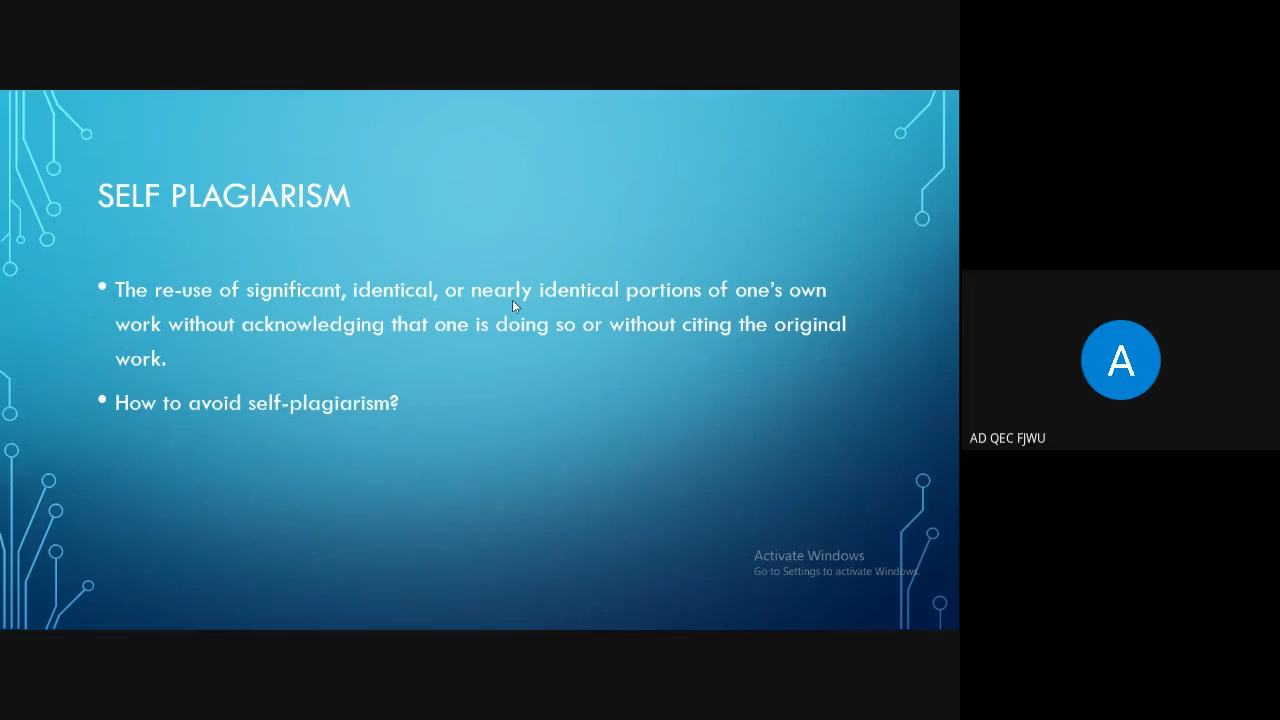 SELF PLAGIARISM
• The re-use of significant, identical, or nearly identical portions of one's own
work without acknowledging that one is doing so or without citing the original
work.
• How to avoid self-plagiarism?
Activate Windows
Go to Settings to activate Windows.
A
AD QEC FJWU